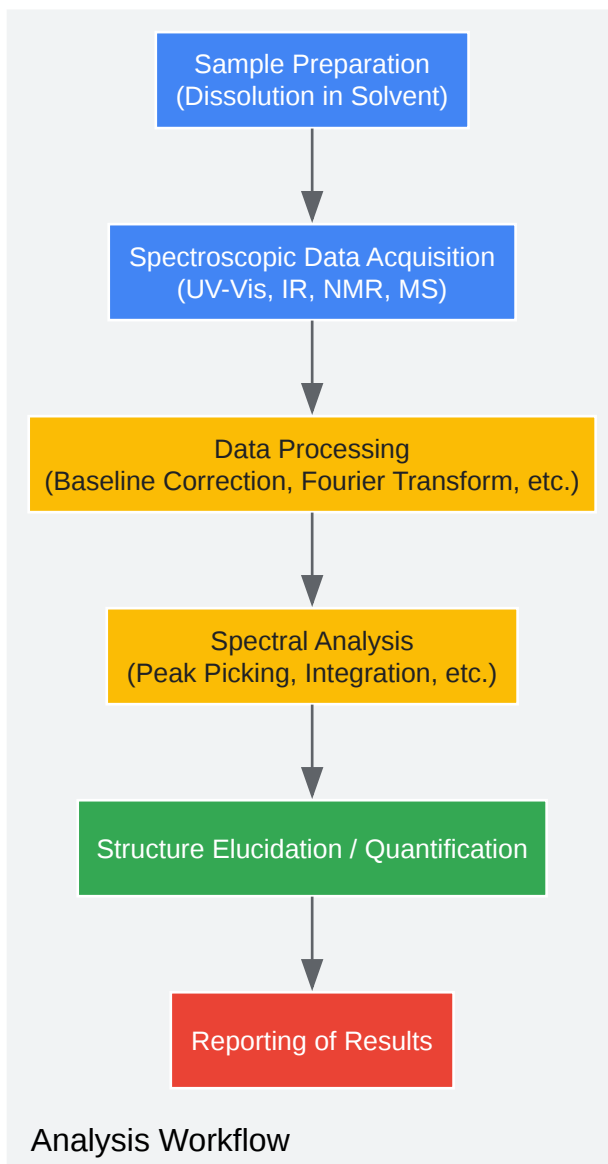 Sample Preparation
(Dissolution in Solvent)
Spectroscopic Data Acquisition
(UV-Vis, IR, NMR, MS)
Data Processing
(Baseline Correction, Fourier Transform, etc.)
Spectral Analysis
(Peak Picking, Integration, etc.)
Structure Elucidation / Quantification
Reporting of Results
Analysis Workflow